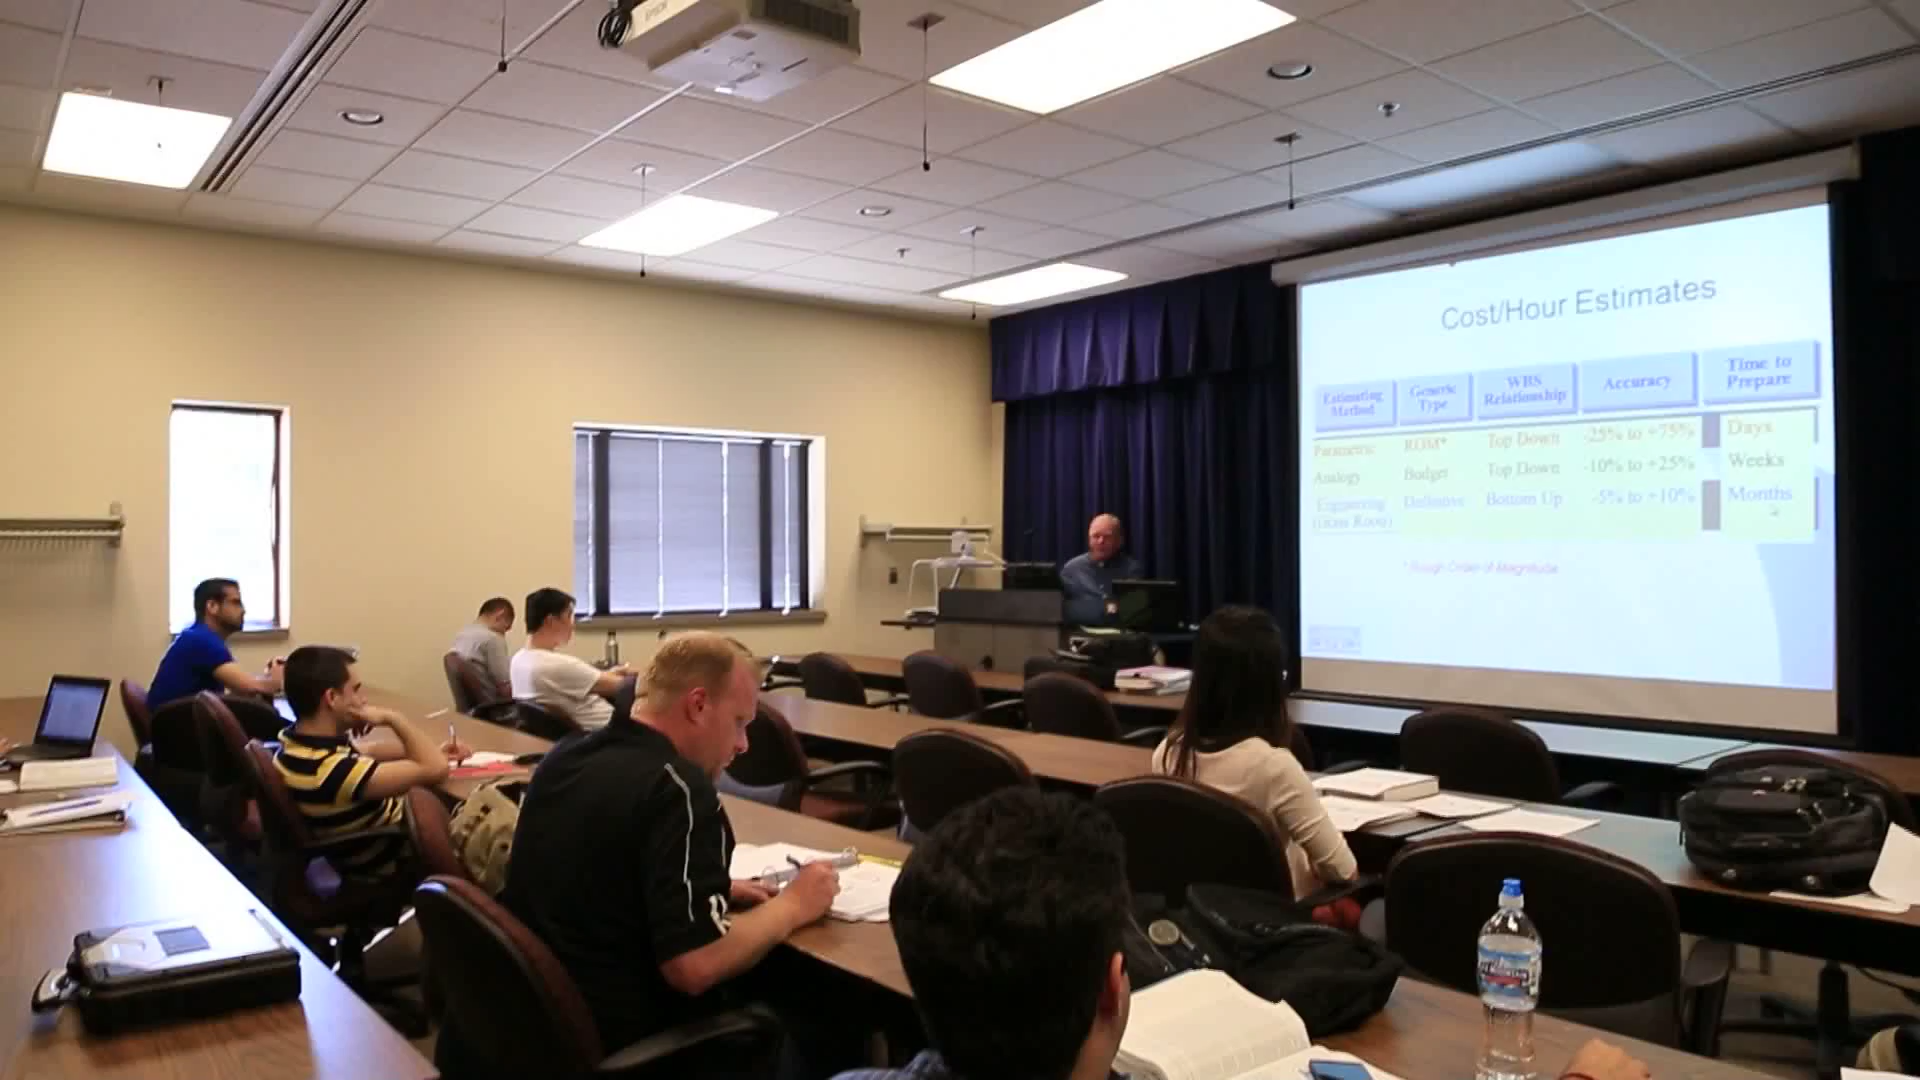 EPSON
Cost/Hour Estimates
Estimating Method Generic Type WBS Relationship Accuracy Time to Prepare
Parametric ROM* Top Down -25% to +75% Days
Analogy Budget Top Down -10% to +25% Weeks
Engineering (Grass Root) Definitive Bottom Up -5% to +10% Months
* Rough Order of Magnitude